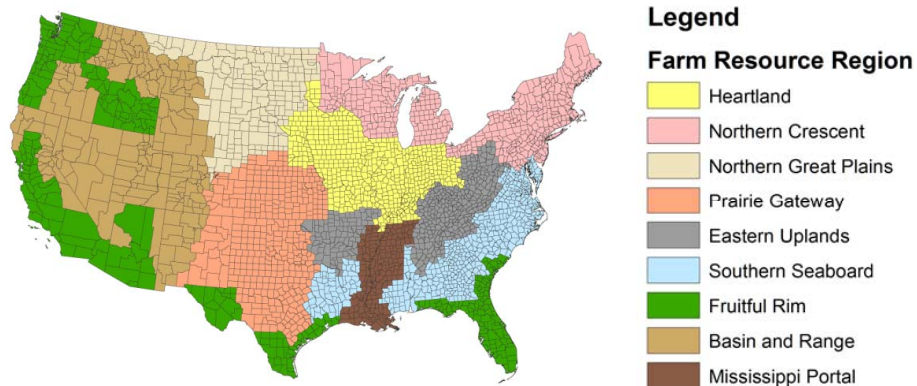 Legend
Farm Resource Region
Heartland
Northern Crescent
Northern Great Plains
Prairie Gateway
Eastern Uplands
Southern Seaboard
Fruitful Rim
Basin and Range
Mississippi Portal